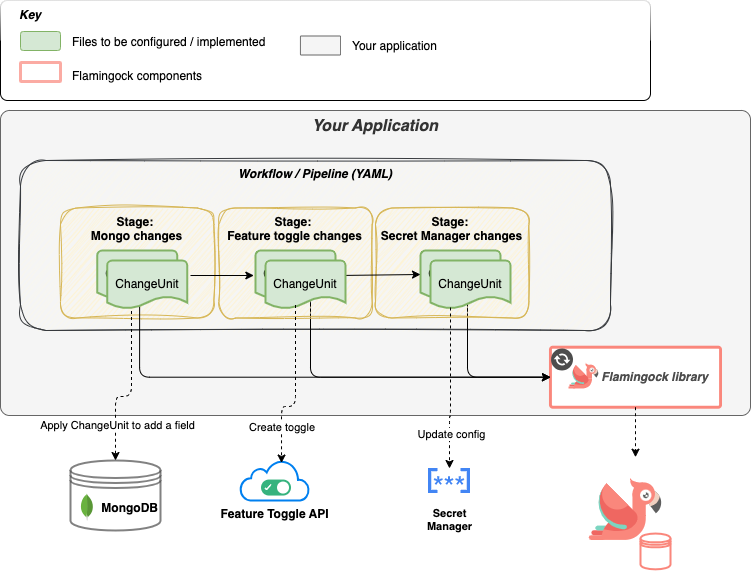 Key
Files to be configured / implemented
Your application
Flamingock components
Your Application
Workflow / Pipeline (YAML)
Stage:
Mongo changes
Stage:
Feature toggle changes
Stage:
Secret Manager changes
ChangeUnit
ChangeUnit
ChangeUnit
Flamingock library
Apply ChangeUnit to add a field
Create toggle
Update config
MongoDB
Feature Toggle API
***
Secret
Manager